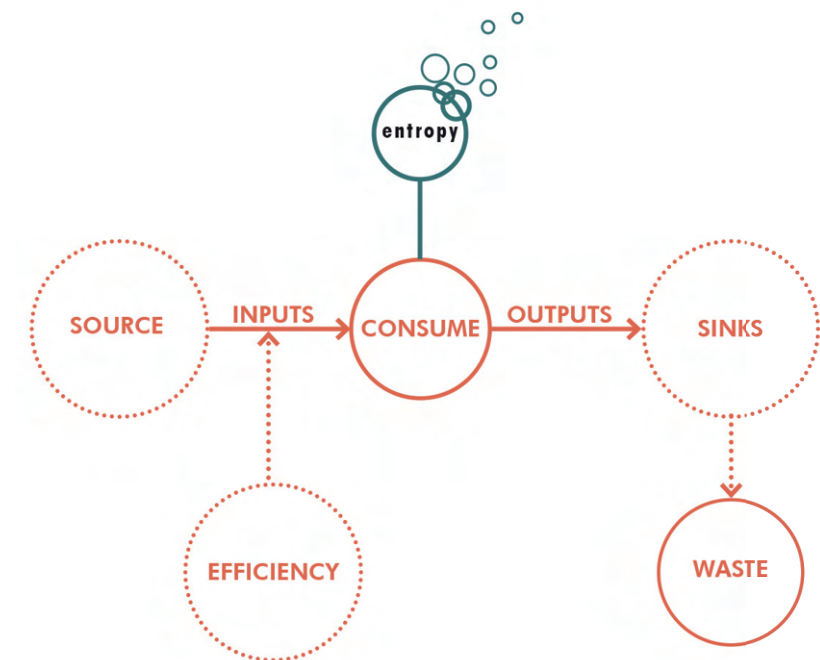 entropy
SOURCE
INPUTS
CONSUME
OUTPUTS
SINKS
EFFICIENCY
WASTE